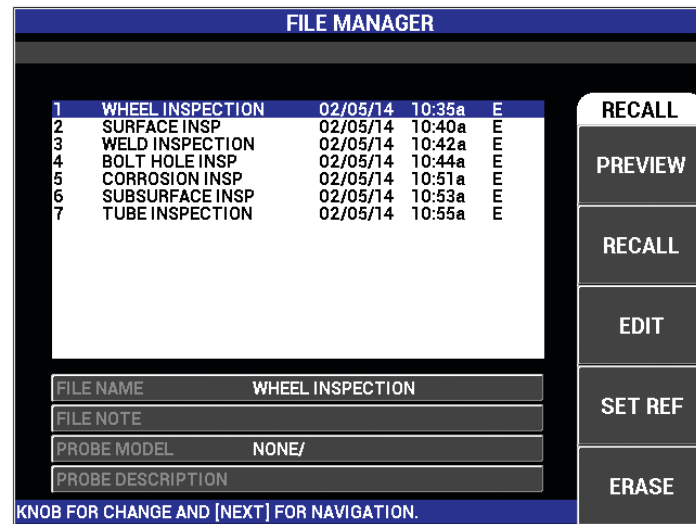 FILE MANAGER
1 WHEEL INSPECTION 02/05/14 10:35a E
2 SURFACE INSP 02/05/14 10:40a E
3 WELD INSPECTION 02/05/14 10:42a E
4 BOLT HOLE INSP 02/05/14 10:44a E
5 CORROSION INSP 02/05/14 10:51a E
6 SUBSURFACE INSP 02/05/14 10:53a E
7 TUBE INSPECTION 02/05/14 10:55a E
FILE NAME WHEEL INSPECTION
FILE NOTE
PROBE MODEL NONE/
PROBE DESCRIPTION
KNOB FOR CHANGE AND [NEXT] FOR NAVIGATION.
RECALL
PREVIEW
RECALL
EDIT
SET REF
ERASE